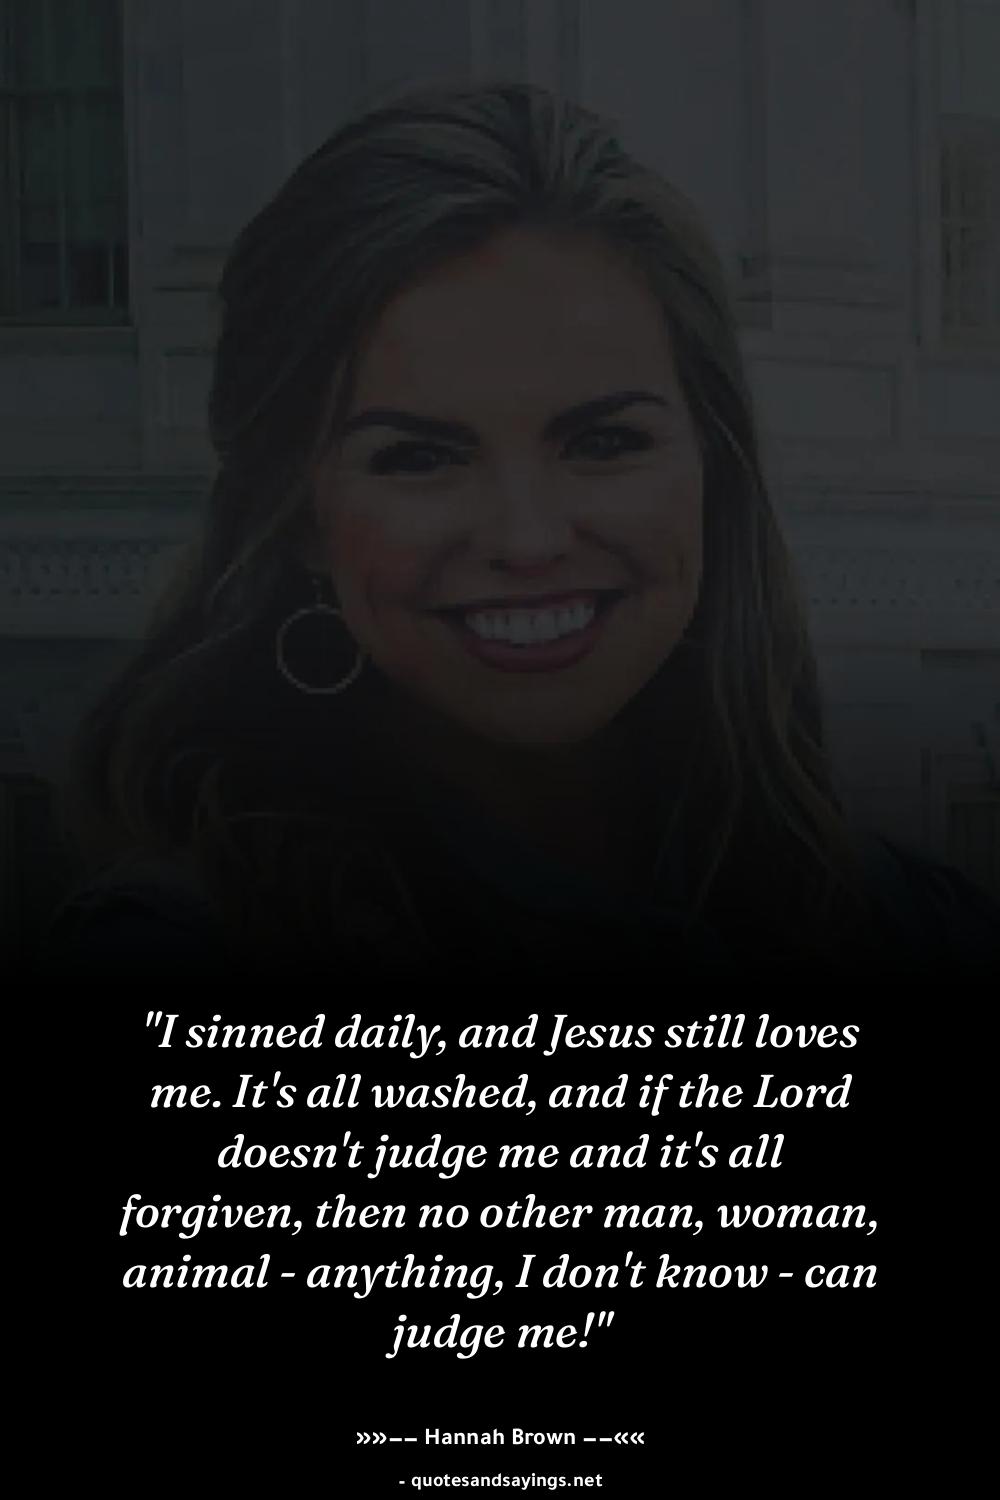 "I sinned daily, and Jesus still loves
me. It's all washed, and if the Lord
doesn't judge me and it's all
forgiven, then no other man, woman,
animal - anything, I don't know - can
judge me!"
»»−− Hannah Brown −−««
- quotesandsayings.net